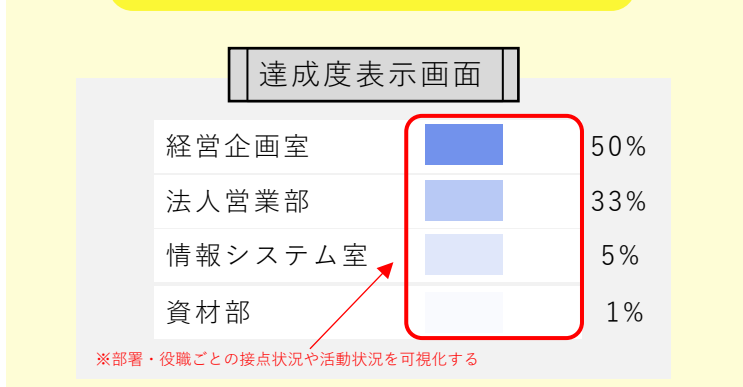 達成度表示画面
経営企画室 50%
法人営業部 33%
情報システム室 5%
資材部 1%
※部署・役職ごとの接点状況や活動状況を可視化する